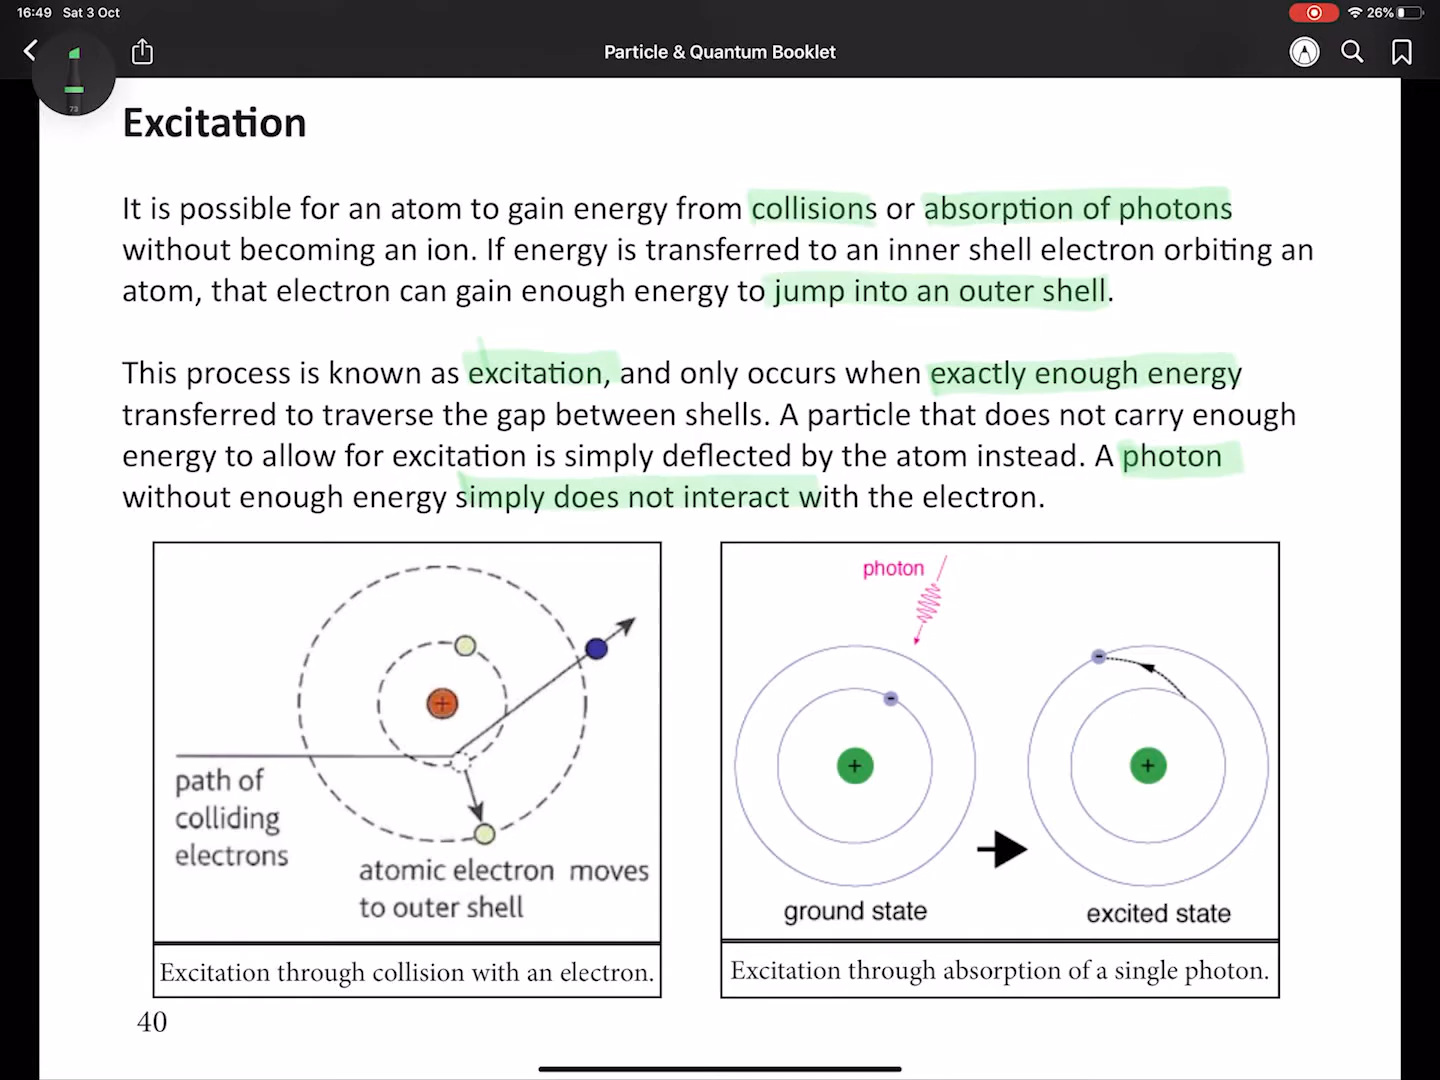 16:49 Sat 3 Oct
26%
73
Particle & Quantum Booklet
Excitation
It is possible for an atom to gain energy from collisions or absorption of photons
without becoming an ion. If energy is transferred to an inner shell electron orbiting an
atom, that electron can gain enough energy to jump into an outer shell.
This process is known as excitation, and only occurs when exactly enough energy
transferred to traverse the gap between shells. A particle that does not carry enough
energy to allow for excitation is simply deflected by the atom instead. A photon
without enough energy simply does not interact with the electron.
+
path of
colliding
electrons
atomic electron moves
to outer shell
Excitation through collision with an electron.
photon
-
-
+
+
ground state
excited state
Excitation through absorption of a single photon.
40